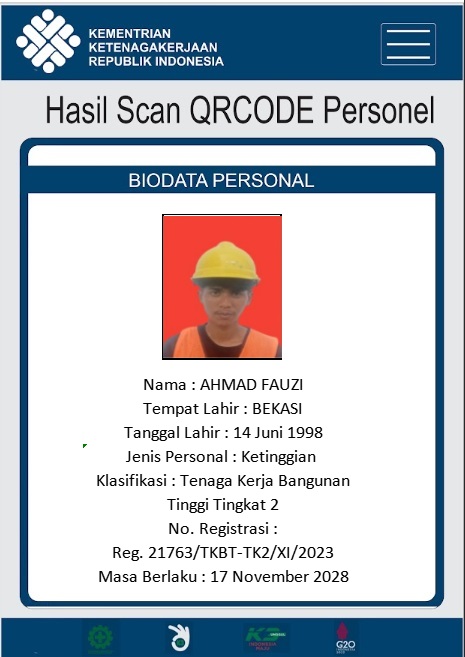 KEMENTRIAN
KETENAGAKERJAAN
REPUBLIK INDONESIA
Hasil Scan QRCODE Personel
BIODATA PERSONAL
Nama : AHMAD FAUZI
Tempat Lahir : BEKASI
Tanggal Lahir : 14 Juni 1998
Jenis Personal : Ketinggian
Klasifikasi : Tenaga Kerja Bangunan
Tinggi Tingkat 2
No. Registrasi :
Reg. 21763/TKBT-TK2/XI/2023
Masa Berlaku : 17 November 2028
G20